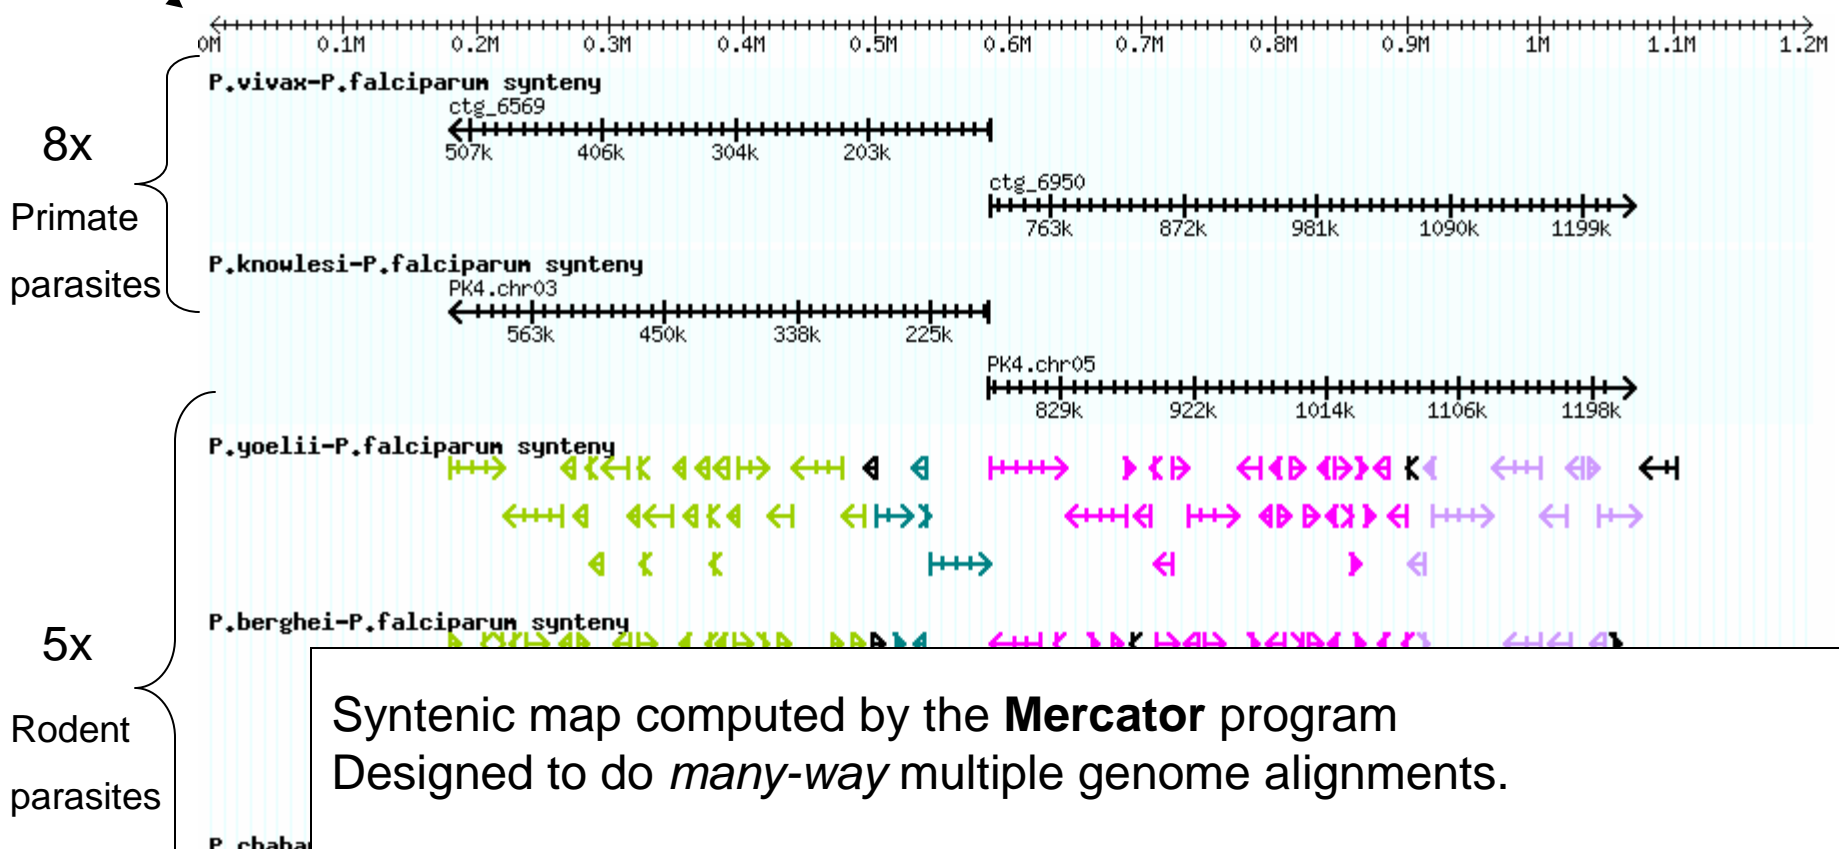 0M 0.1M 0.2M 0.3M 0.4M 0.5M 0.6M 0.7M 0.8M 0.9M 1M 1.1M 1.2M
P.vivax-P.falciparum synteny
ctg_6569
507k 406k 304k 203k
ctg_6950
763k 872k 981k 1090k 1199k
8x
Primate
parasites
P.knowlesi-P.falciparum synteny
PK4.chr03
563k 450k 338k 225k
PK4.chr05
829k 922k 1014k 1106k 1198k
P.yoelii-P.falciparum synteny
P.berghei-P.falciparum synteny
5x
Rodent
parasites
Syntenic map computed by the Mercator program
Designed to do many-way multiple genome alignments.